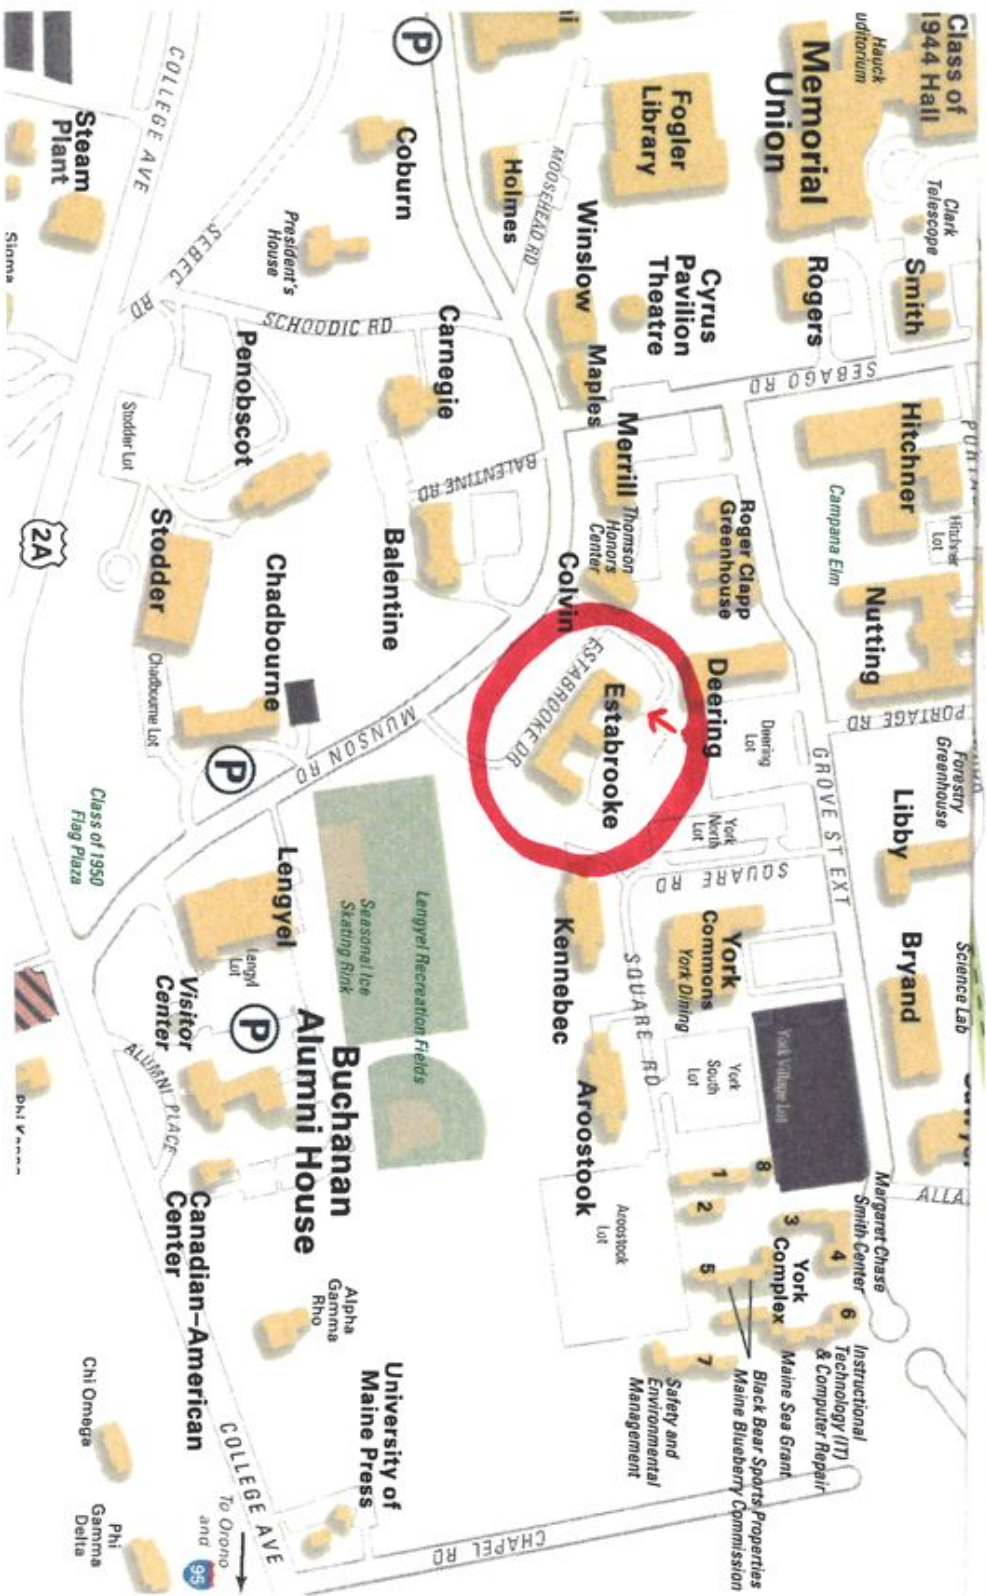 Class of
1944 Hall
Hauck
uditorium
Memorial
Union
Clark
Telescope
Smith
Rogers
SEBAGO RD
Hitchner
Hitchner
Lot
Campana Elm
Nutting
PORTAGE RD
Forestry
Greenhouse
Libby
Science Lab
Bryand
ALLA
Margaret Chase
Smith Center
GROVE ST EXT
Fogler
Library
Cyrus
Pavilion
Theatre
Winslow
Maples
Holmes
MOOSEHEAD RD
Merrill
Thomson
Honors
Center
Colvin
Roger Clapp
Greenhouse
Deering
Deering
Lot
Estabrooke
ESTABROOKE DR
York
North
Lot
SQUARE RD
York
Commons
York Dining
York Village Lot
York
South
Lot
SQUARE RD
Kennebec
Aroostook
Aroostook
Lot
1
8
2
3
4
5
York
Complex
6
7
Instructional
Technology (IT)
& Computer Repair
Maine Sea Grant
Black Bear Sports Properties
Maine Blueberry Commission
Safety and
Environmental
Management
CHAPEL RD
P
Coburn
President's
House
SCHOODIC RD
Carnegie
BALENTINE RD
Balentine
Penobscot
Stodder Lot
Stodder
Chadbourne
Chadbourne Lot
P
MUNSON RD
Lengyel Recreation Fields
Seasonal Ice
Skating Rink
Lengyel
Lengyl
Lot
P
Visitor
Center
Buchanan
Alumni House
ALUMNI PLACE
Canadian–American
Center
Alpha
Gamma
Rho
University of
Maine Press
COLLEGE AVE
SEBEC
RD
Steam
Plant
Sigma
2A
Class of 1950
Flag Plaza
Chi Omega
Phi
Gamma
Delta
COLLEGE AVE
To Orono
and
95